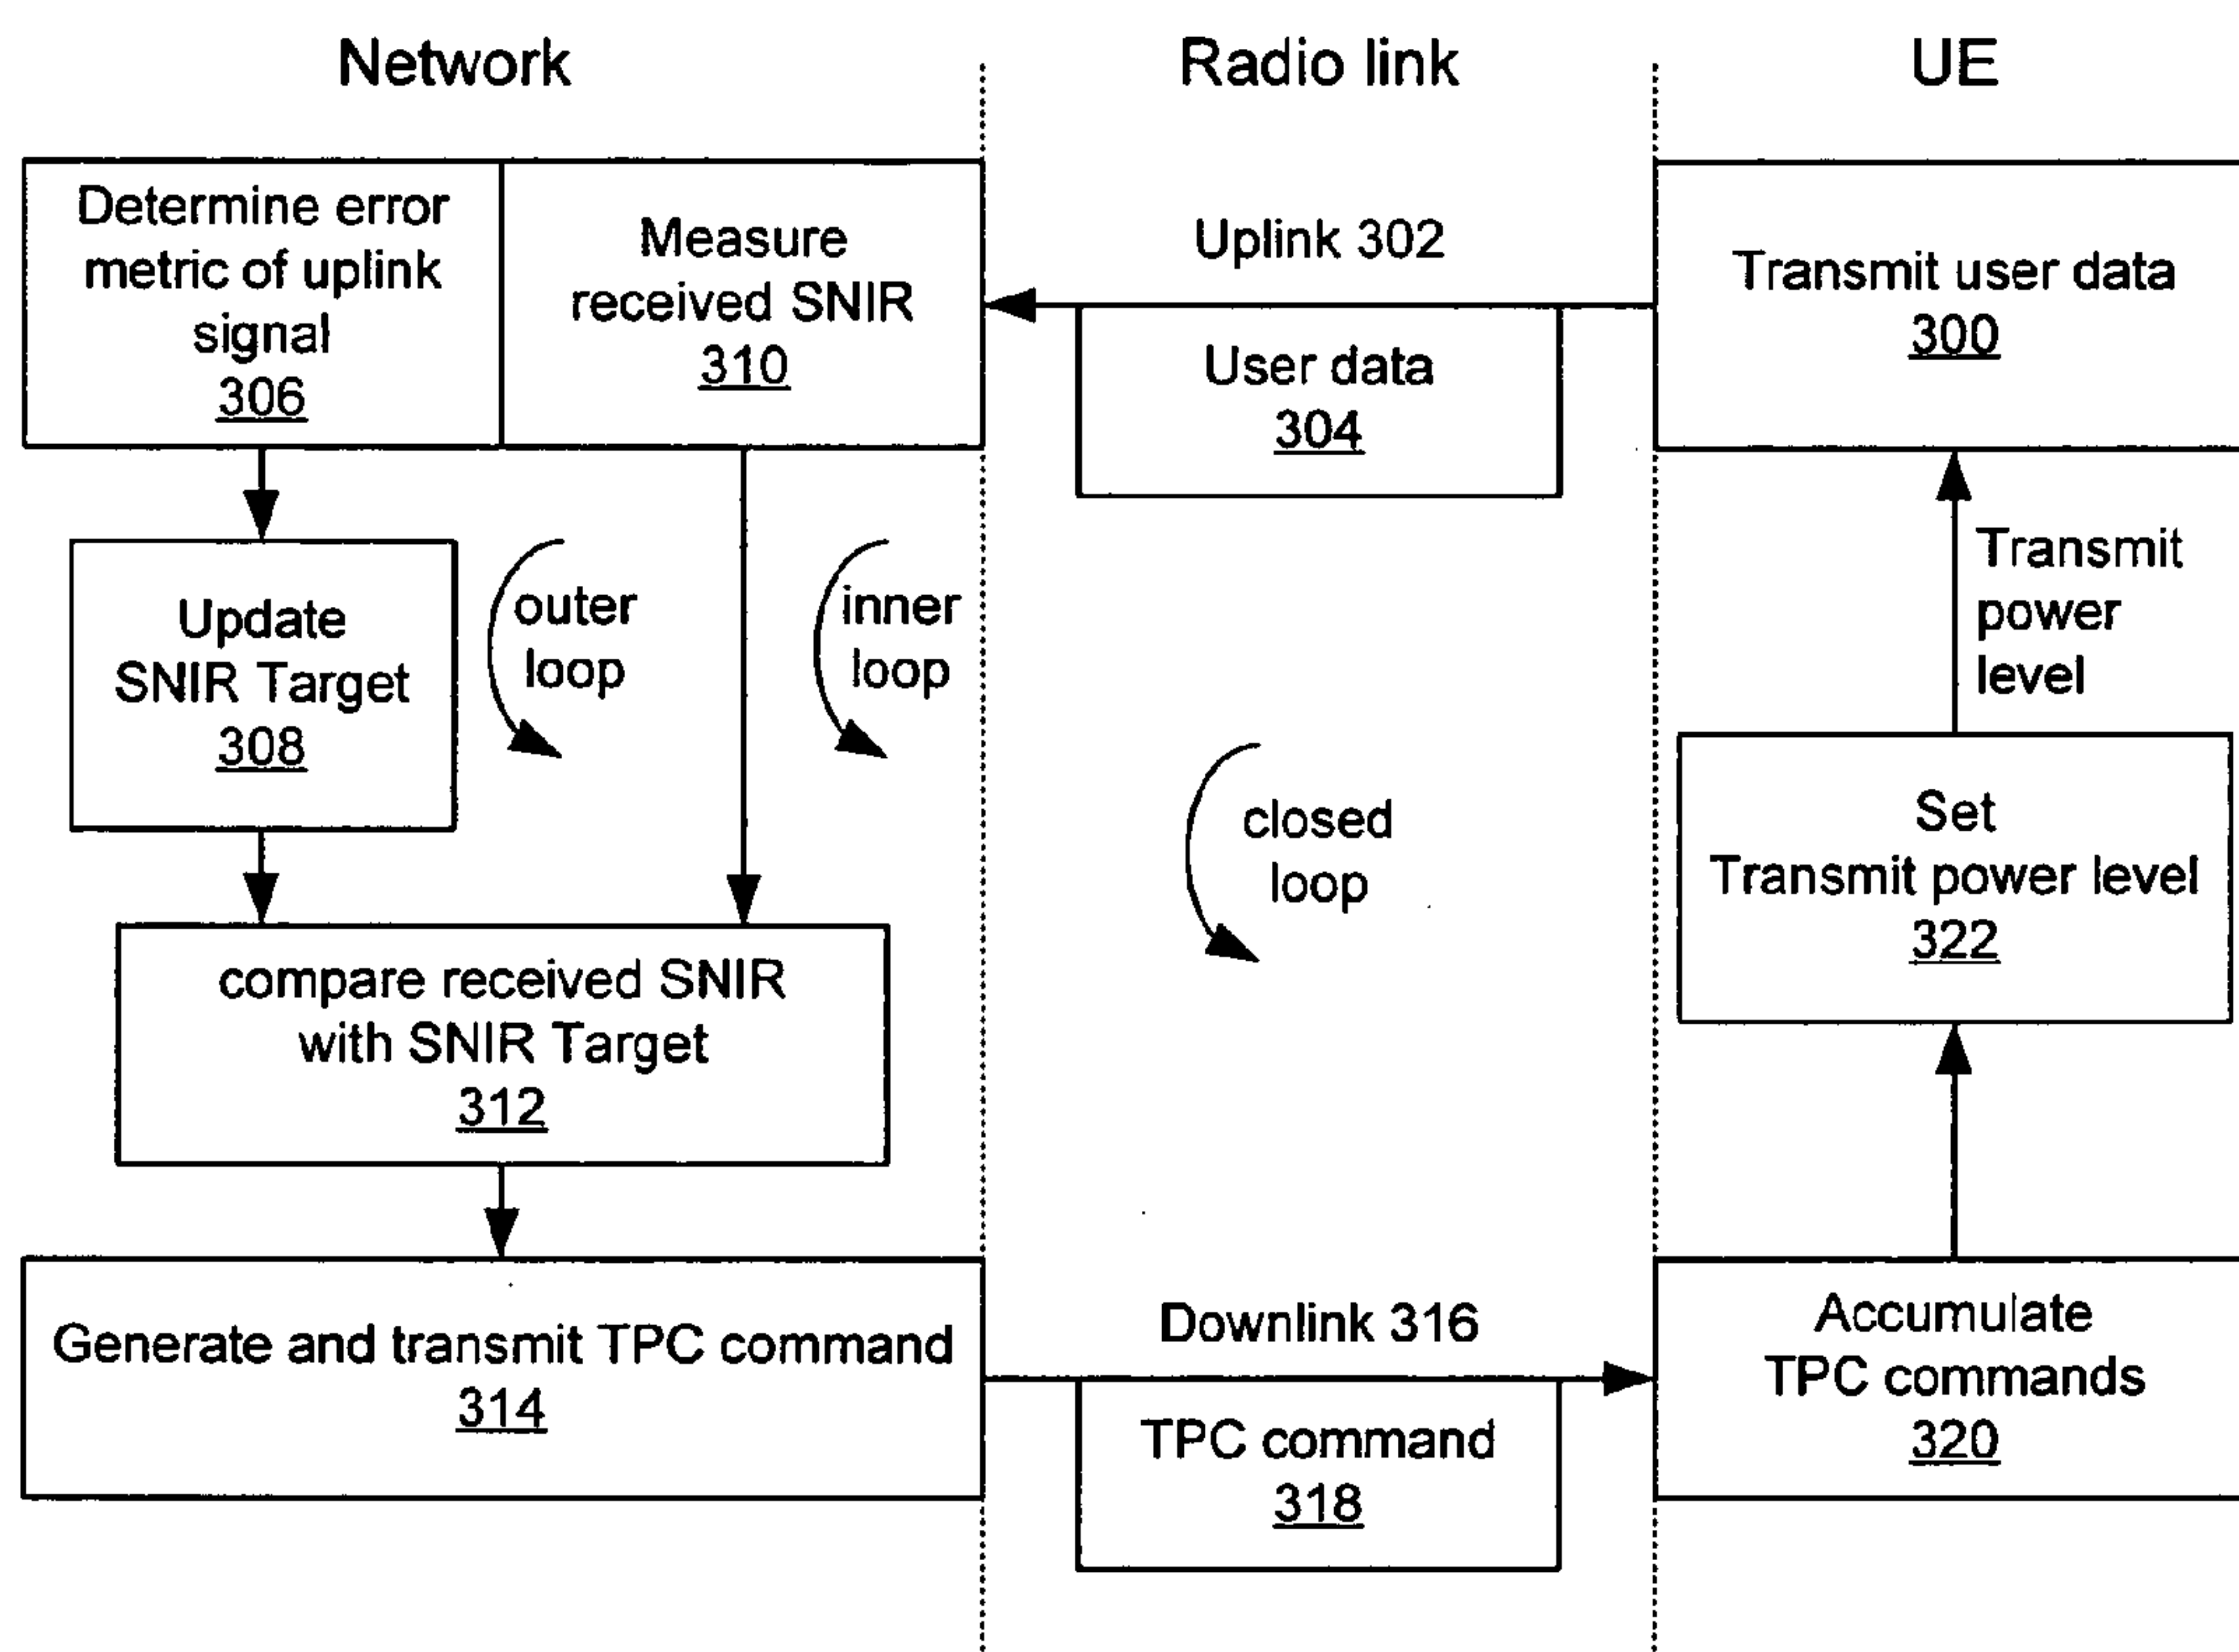 Network
Radio link
UE
Determine error
metric of uplink
signal
306
Measure
received SNIR
310
Uplink 302
User data
304
Transmit user data
300
Update
SNIR Target
308
outer
loop
inner
loop
closed
loop
Transmit
power
level
Set
Transmit power level
322
compare received SNIR
with SNIR Target
312
Generate and transmit TPC command
314
Downlink 316
TPC command
318
Accumulate
TPC commands
320